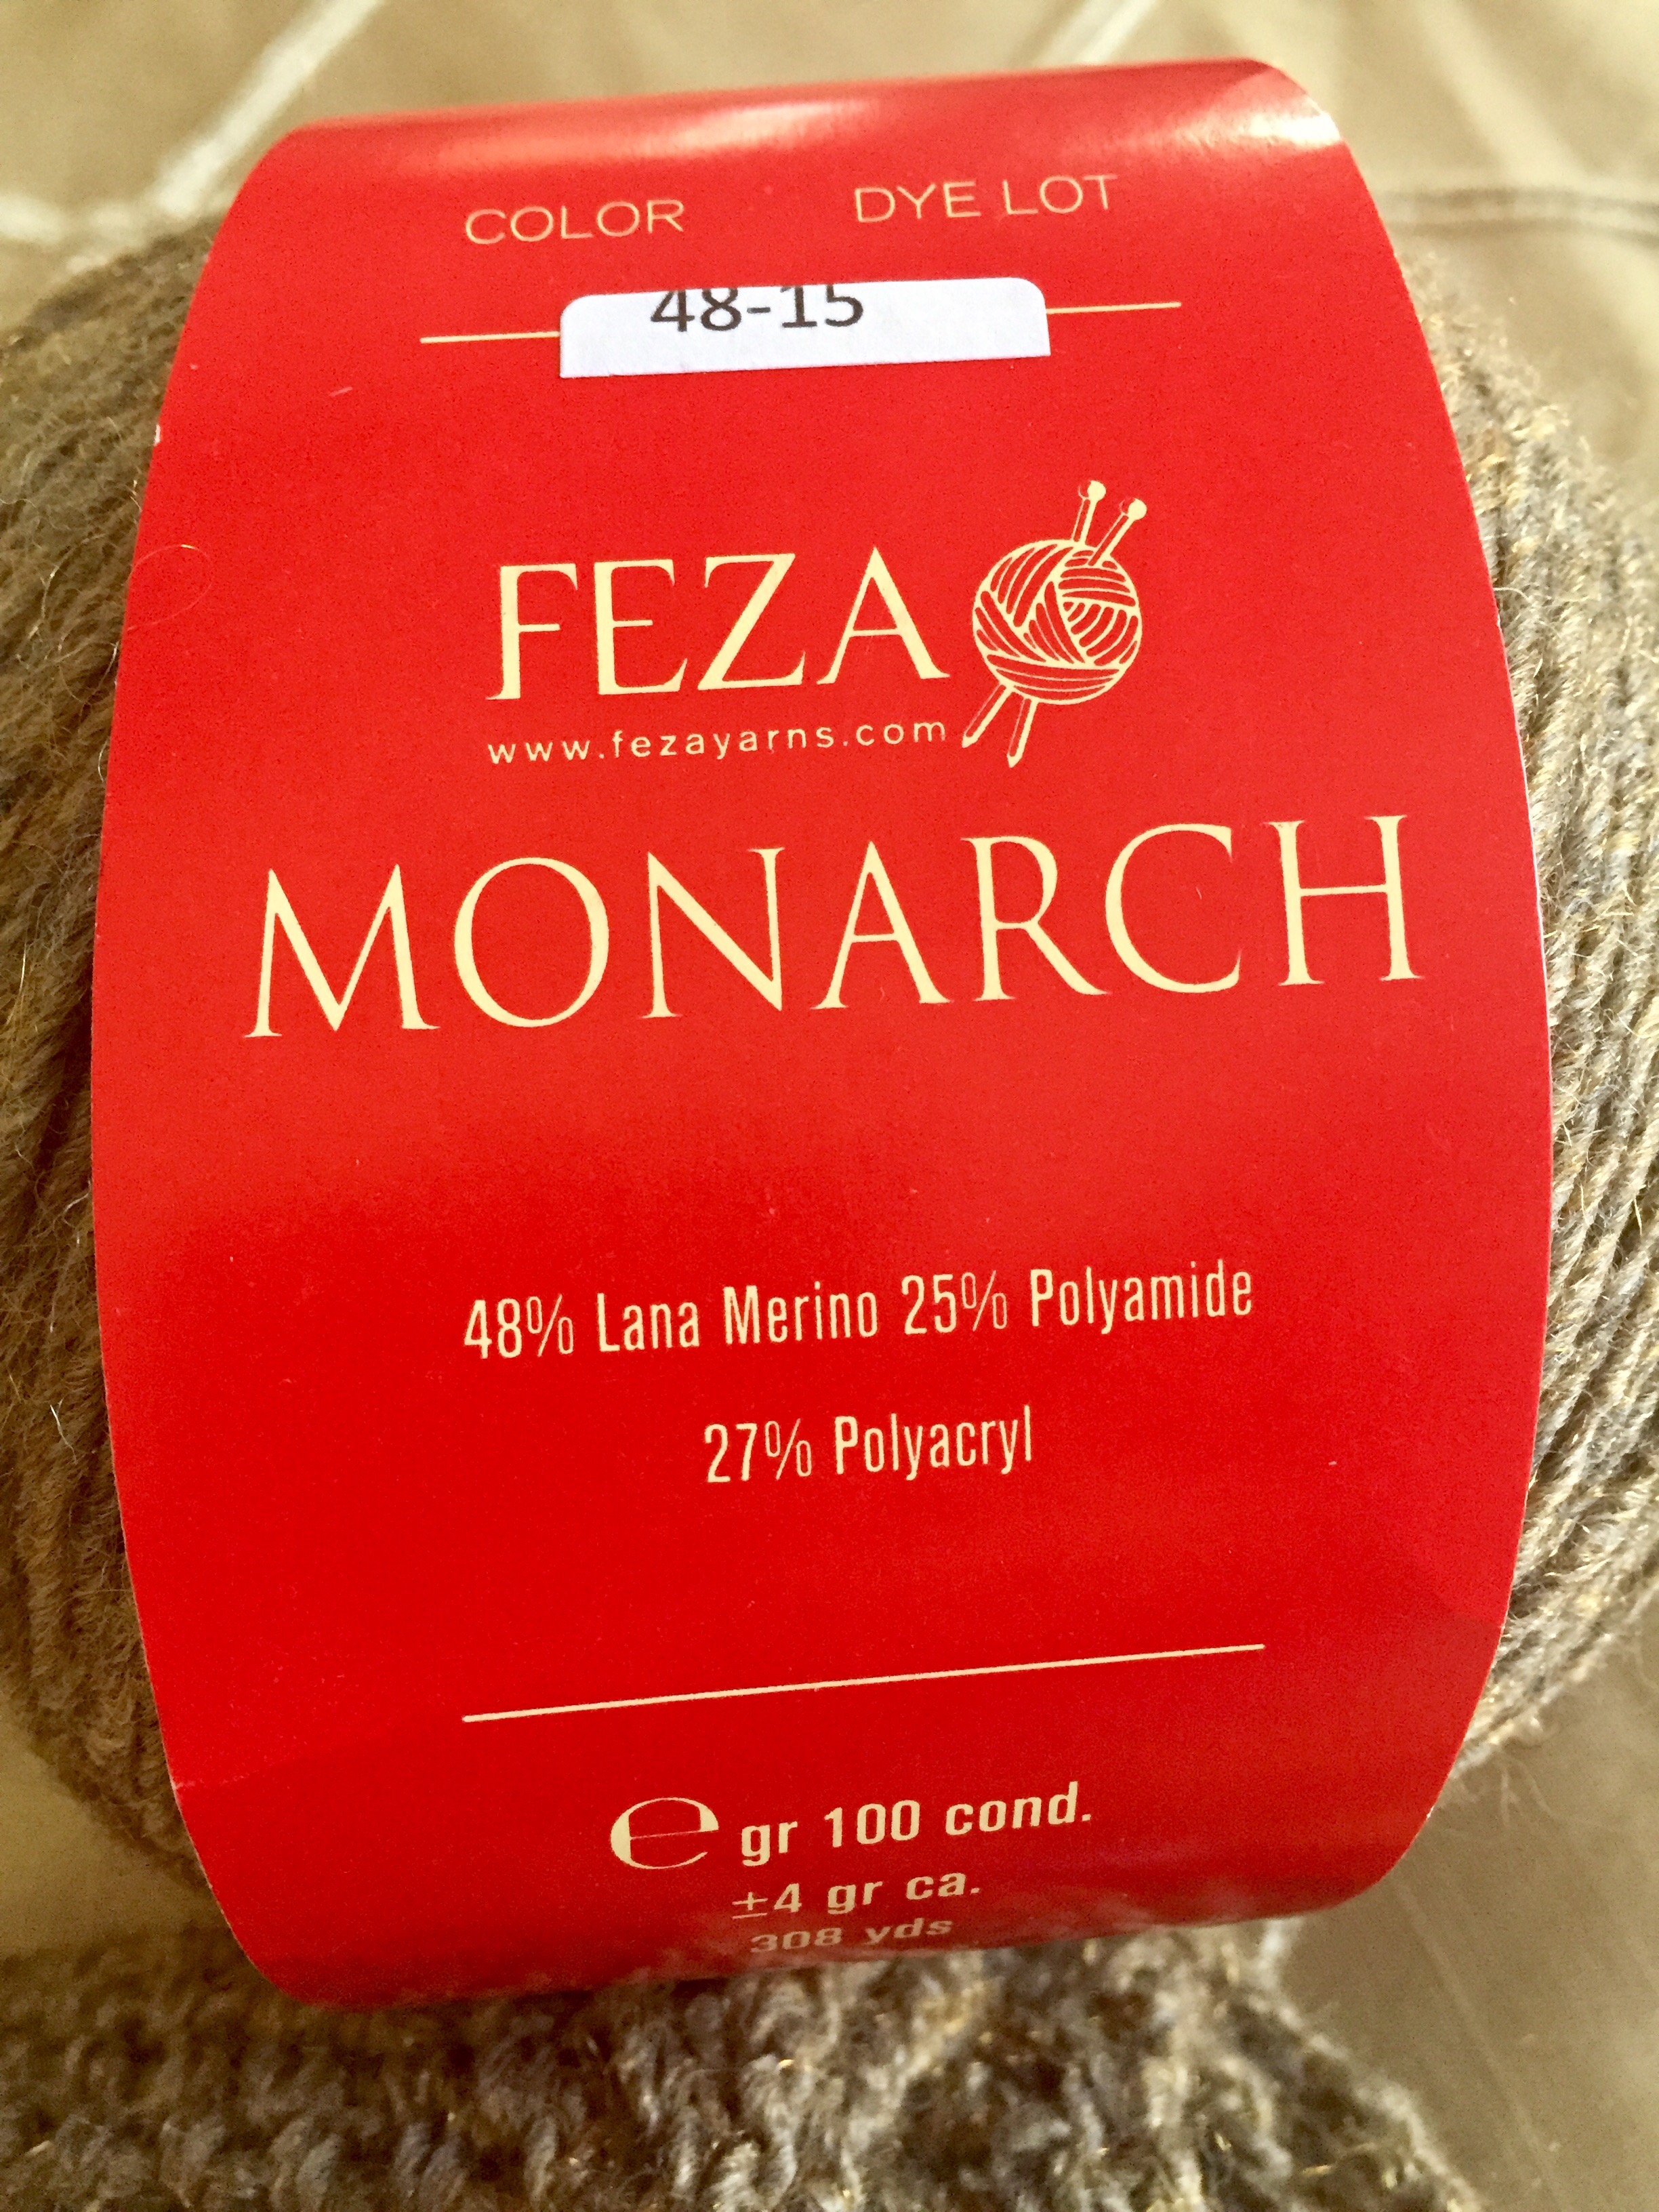 COLOR DYE LOT
48-15
FEZA
www.fezayarns.com
MONARCH
48% Lana Merino 25% Polyamide
27% Polyacryl
e gr 100 cond.
±4 gr ca.
308 yds